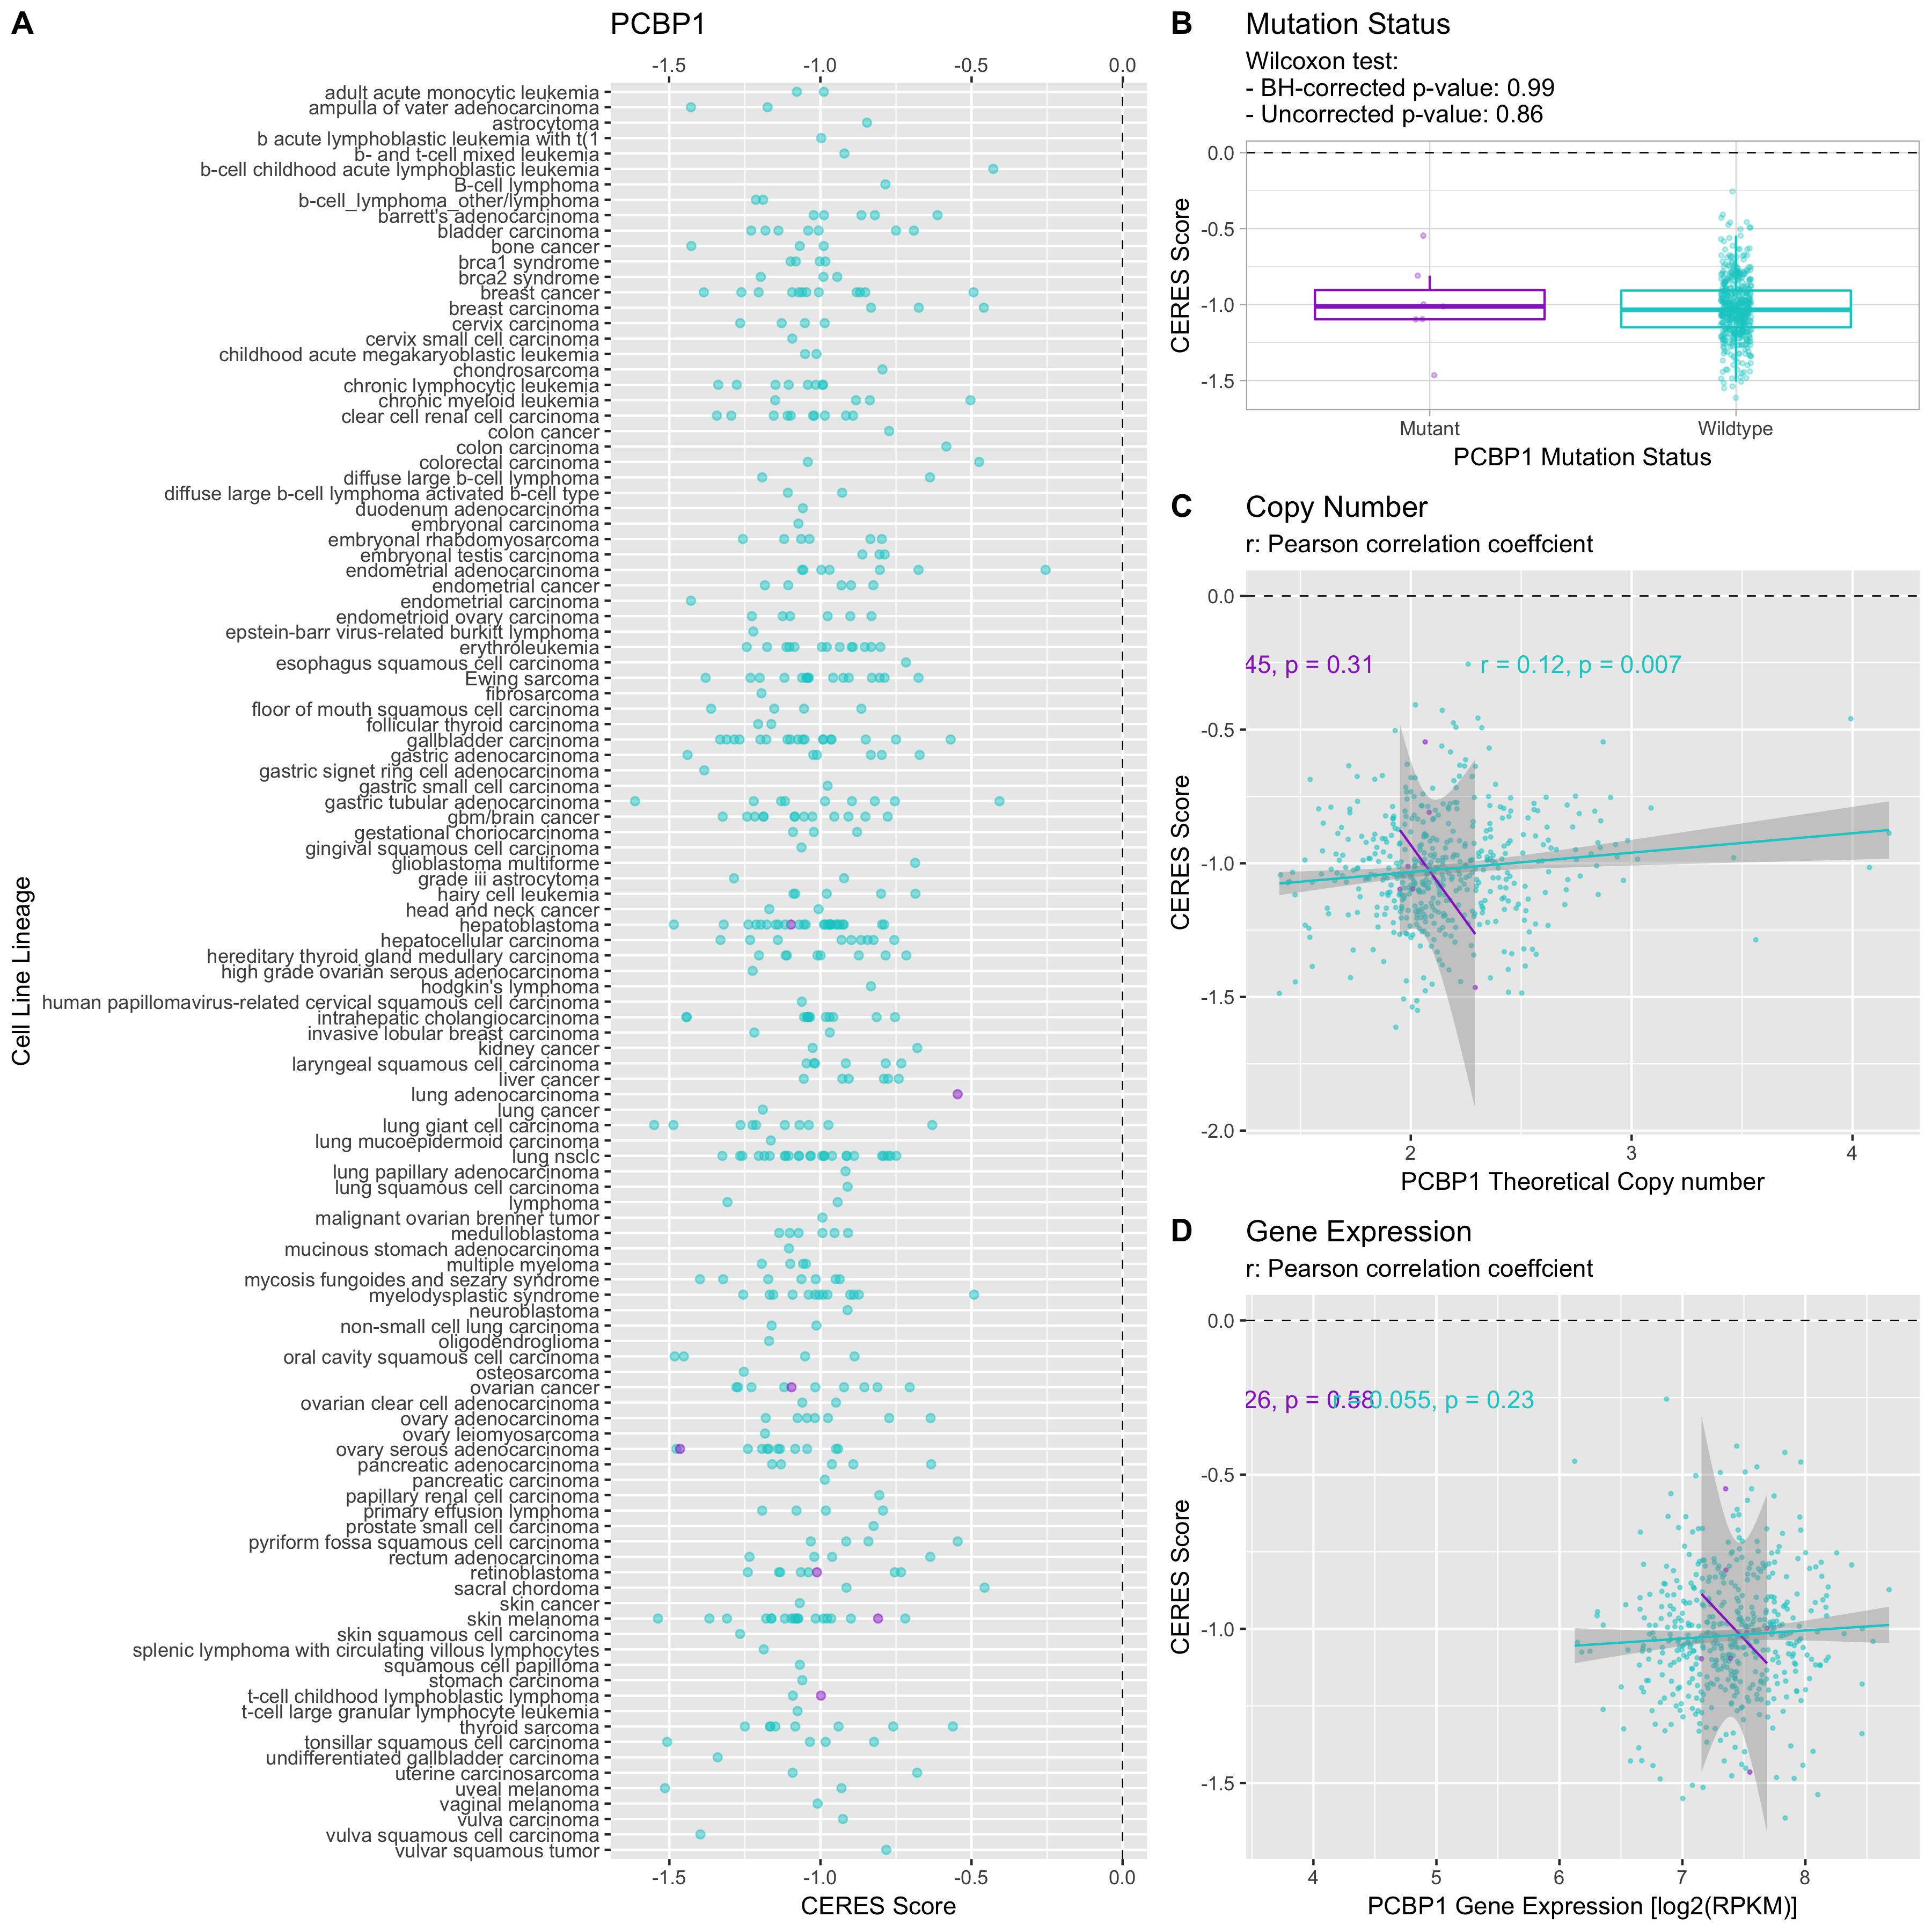 A
PCBP1
-1.5 -1.0 -0.5 0.0
Cell Line Lineage
adult acute monocytic leukemia
ampulla of vater adenocarcinoma
astrocytoma
b acute lymphoblastic leukemia with t(1
b- and t-cell mixed leukemia
b-cell childhood acute lymphoblastic leukemia
B-cell lymphoma
b-cell_lymphoma_other/lymphoma
barrett's adenocarcinoma
bladder carcinoma
bone cancer
brca1 syndrome
brca2 syndrome
breast cancer
breast carcinoma
cervix carcinoma
cervix small cell carcinoma
childhood acute megakaryoblastic leukemia
chondrosarcoma
chronic lymphocytic leukemia
chronic myeloid leukemia
clear cell renal cell carcinoma
colon cancer
colon carcinoma
colorectal carcinoma
diffuse large b-cell lymphoma
diffuse large b-cell lymphoma activated b-cell type
duodenum adenocarcinoma
embryonal carcinoma
embryonal rhabdomyosarcoma
embryonal testis carcinoma
endometrial adenocarcinoma
endometrial cancer
endometrial carcinoma
endometrioid ovary carcinoma
epstein-barr virus-related burkitt lymphoma
erythroleukemia
esophagus squamous cell carcinoma
Ewing sarcoma
fibrosarcoma
floor of mouth squamous cell carcinoma
follicular thyroid carcinoma
gallbladder carcinoma
gastric adenocarcinoma
gastric signet ring cell adenocarcinoma
gastric small cell carcinoma
gastric tubular adenocarcinoma
gbm/brain cancer
gestational choriocarcinoma
gingival squamous cell carcinoma
glioblastoma multiforme
grade iii astrocytoma
hairy cell leukemia
head and neck cancer
hepatoblastoma
hepatocellular carcinoma
hereditary thyroid gland medullary carcinoma
high grade ovarian serous adenocarcinoma
hodgkin's lymphoma
human papillomavirus-related cervical squamous cell carcinoma
intrahepatic cholangiocarcinoma
invasive lobular breast carcinoma
kidney cancer
laryngeal squamous cell carcinoma
liver cancer
lung adenocarcinoma
lung cancer
lung giant cell carcinoma
lung mucoepidermoid carcinoma
lung nsclc
lung papillary adenocarcinoma
lung squamous cell carcinoma
lymphoma
malignant ovarian brenner tumor
medulloblastoma
mucinous stomach adenocarcinoma
multiple myeloma
mycosis fungoides and sezary syndrome
myelodysplastic syndrome
neuroblastoma
non-small cell lung carcinoma
oligodendroglioma
oral cavity squamous cell carcinoma
osteosarcoma
ovarian cancer
ovarian clear cell adenocarcinoma
ovary adenocarcinoma
ovary leiomyosarcoma
ovary serous adenocarcinoma
pancreatic adenocarcinoma
pancreatic carcinoma
papillary renal cell carcinoma
primary effusion lymphoma
prostate small cell carcinoma
pyriform fossa squamous cell carcinoma
rectum adenocarcinoma
retinoblastoma
sacral chordoma
skin cancer
skin melanoma
skin squamous cell carcinoma
splenic lymphoma with circulating villous lymphocytes
squamous cell papilloma
stomach carcinoma
t-cell childhood lymphoblastic lymphoma
t-cell large granular lymphocyte leukemia
thyroid sarcoma
tonsillar squamous cell carcinoma
undifferentiated gallbladder carcinoma
uterine carcinosarcoma
uveal melanoma
vaginal melanoma
vulva carcinoma
vulva squamous cell carcinoma
vulvar squamous tumor
-1.5 -1.0 -0.5 0.0
CERES Score
B
Mutation Status
Wilcoxon test:
- BH-corrected p-value: 0.99
- Uncorrected p-value: 0.86
CERES Score
0.0
-0.5
-1.0
-1.5
Mutant Wildtype
PCBP1 Mutation Status
C
Copy Number
r: Pearson correlation coeffcient
CERES Score
0.0
45, p = 0.31 r = 0.12, p = 0.007
-0.5
-1.0
-1.5
-2.0
2 3 4
PCBP1 Theoretical Copy number
D
Gene Expression
r: Pearson correlation coeffcient
CERES Score
0.0
26, p = 0.58 r = 0.055, p = 0.23
-0.5
-1.0
-1.5
4 5 6 7 8
PCBP1 Gene Expression [log2(RPKM)]